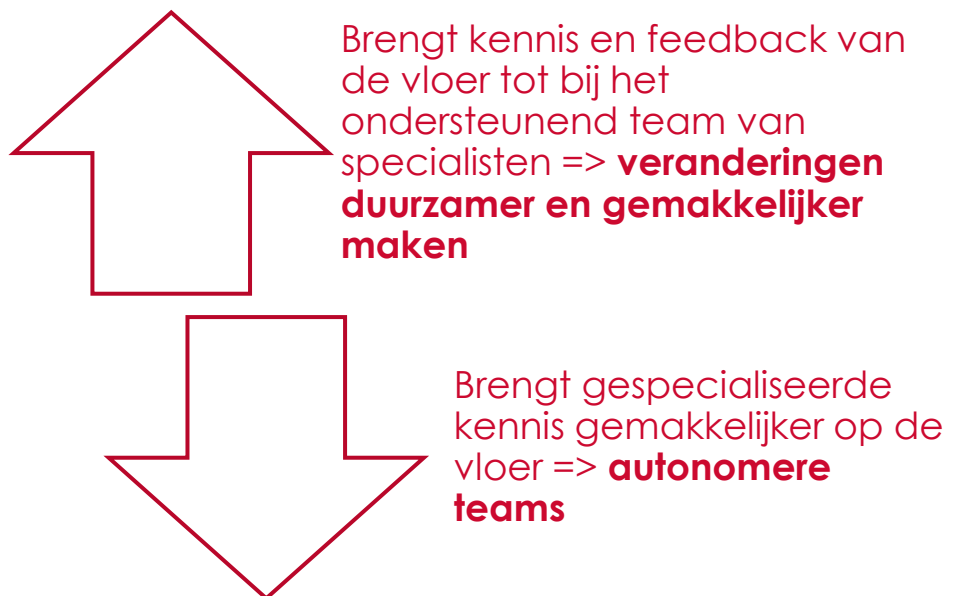 Brengt kennis en feedback van
de vloer tot bij het
ondersteunend team van
specialisten => veranderingen
duurzamer en gemakkelijker
maken
Brengt gespecialiseerde
kennis gemakkelijker op de
vloer => autonomere
teams